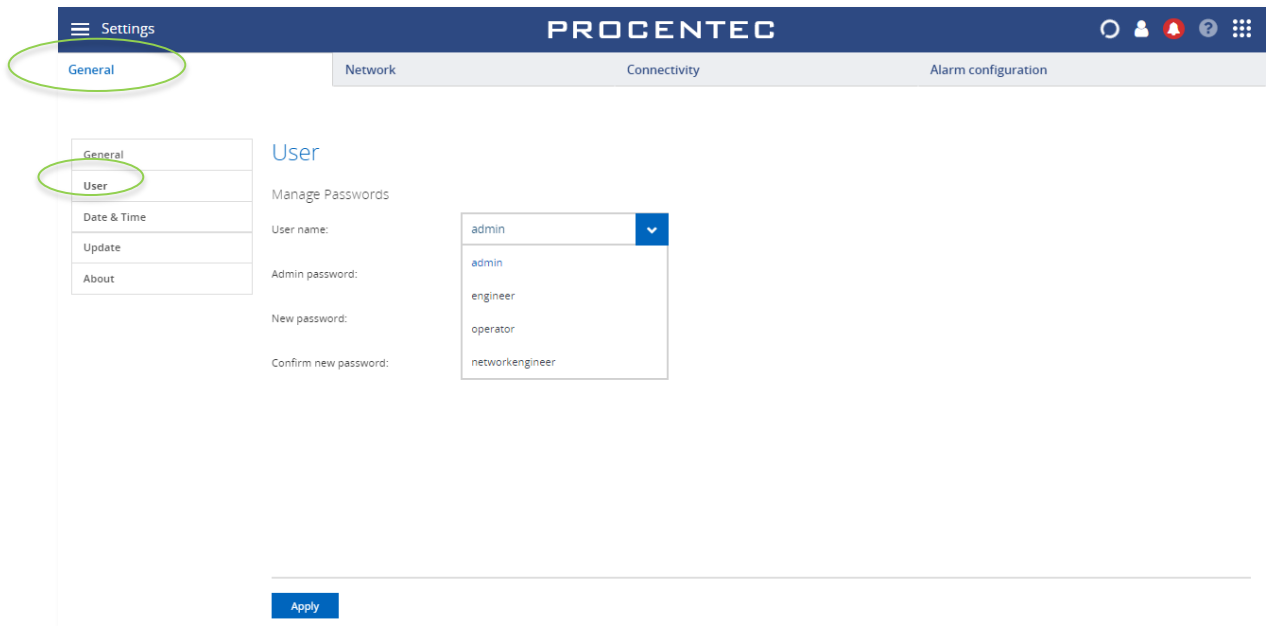 Settings
PROCENTEC
General Network Connectivity Alarm configuration
General
User
Date & Time
Update
About
User
Manage Passwords
User name: admin
admin
Admin password:
engineer
New password:
operator
Confirm new password: networkengineer
Apply